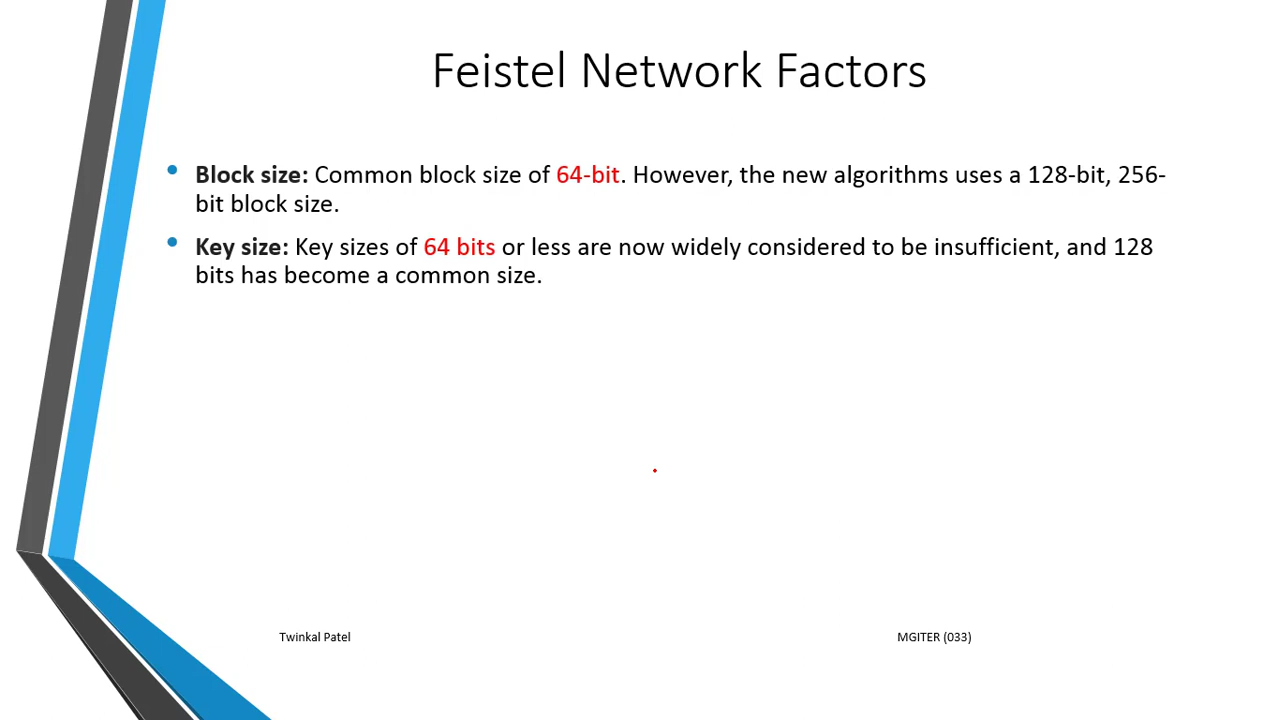 Feistel Network Factors
• Block size: Common block size of 64-bit. However, the new algorithms uses a 128-bit, 256-
bit block size.
• Key size: Key sizes of 64 bits or less are now widely considered to be insufficient, and 128
bits has become a common size.
Twinkal Patel
MGITER (033)